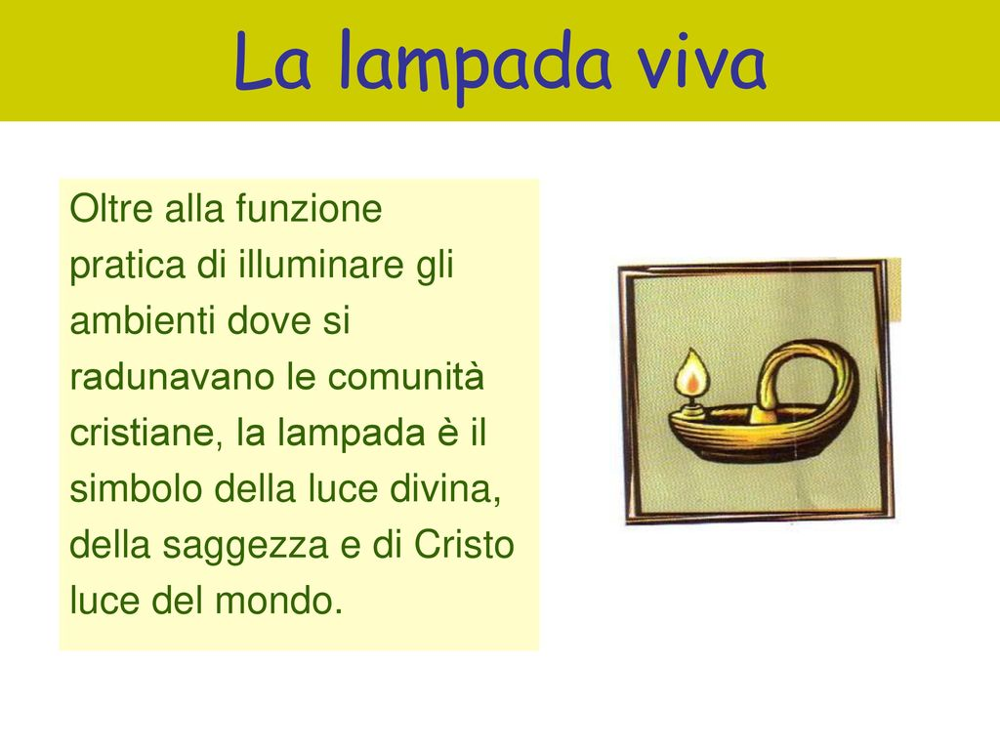 La lampada viva
Oltre alla funzione
pratica di illuminare gli
ambienti dove si
radunavano le comunità
cristiane, la lampada è il
simbolo della luce divina,
della saggezza e di Cristo
luce del mondo.